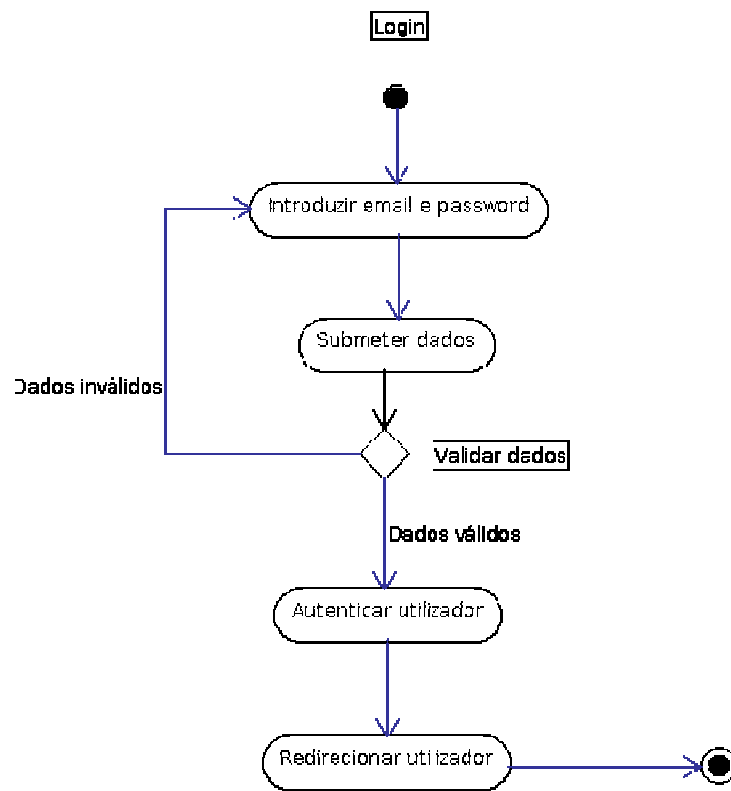 Login
Introduzir email e password
Submeter dados
Dados inválidos
Validar dados
Dados válidos
Autenticar utilizador
Redirecionar utilizador